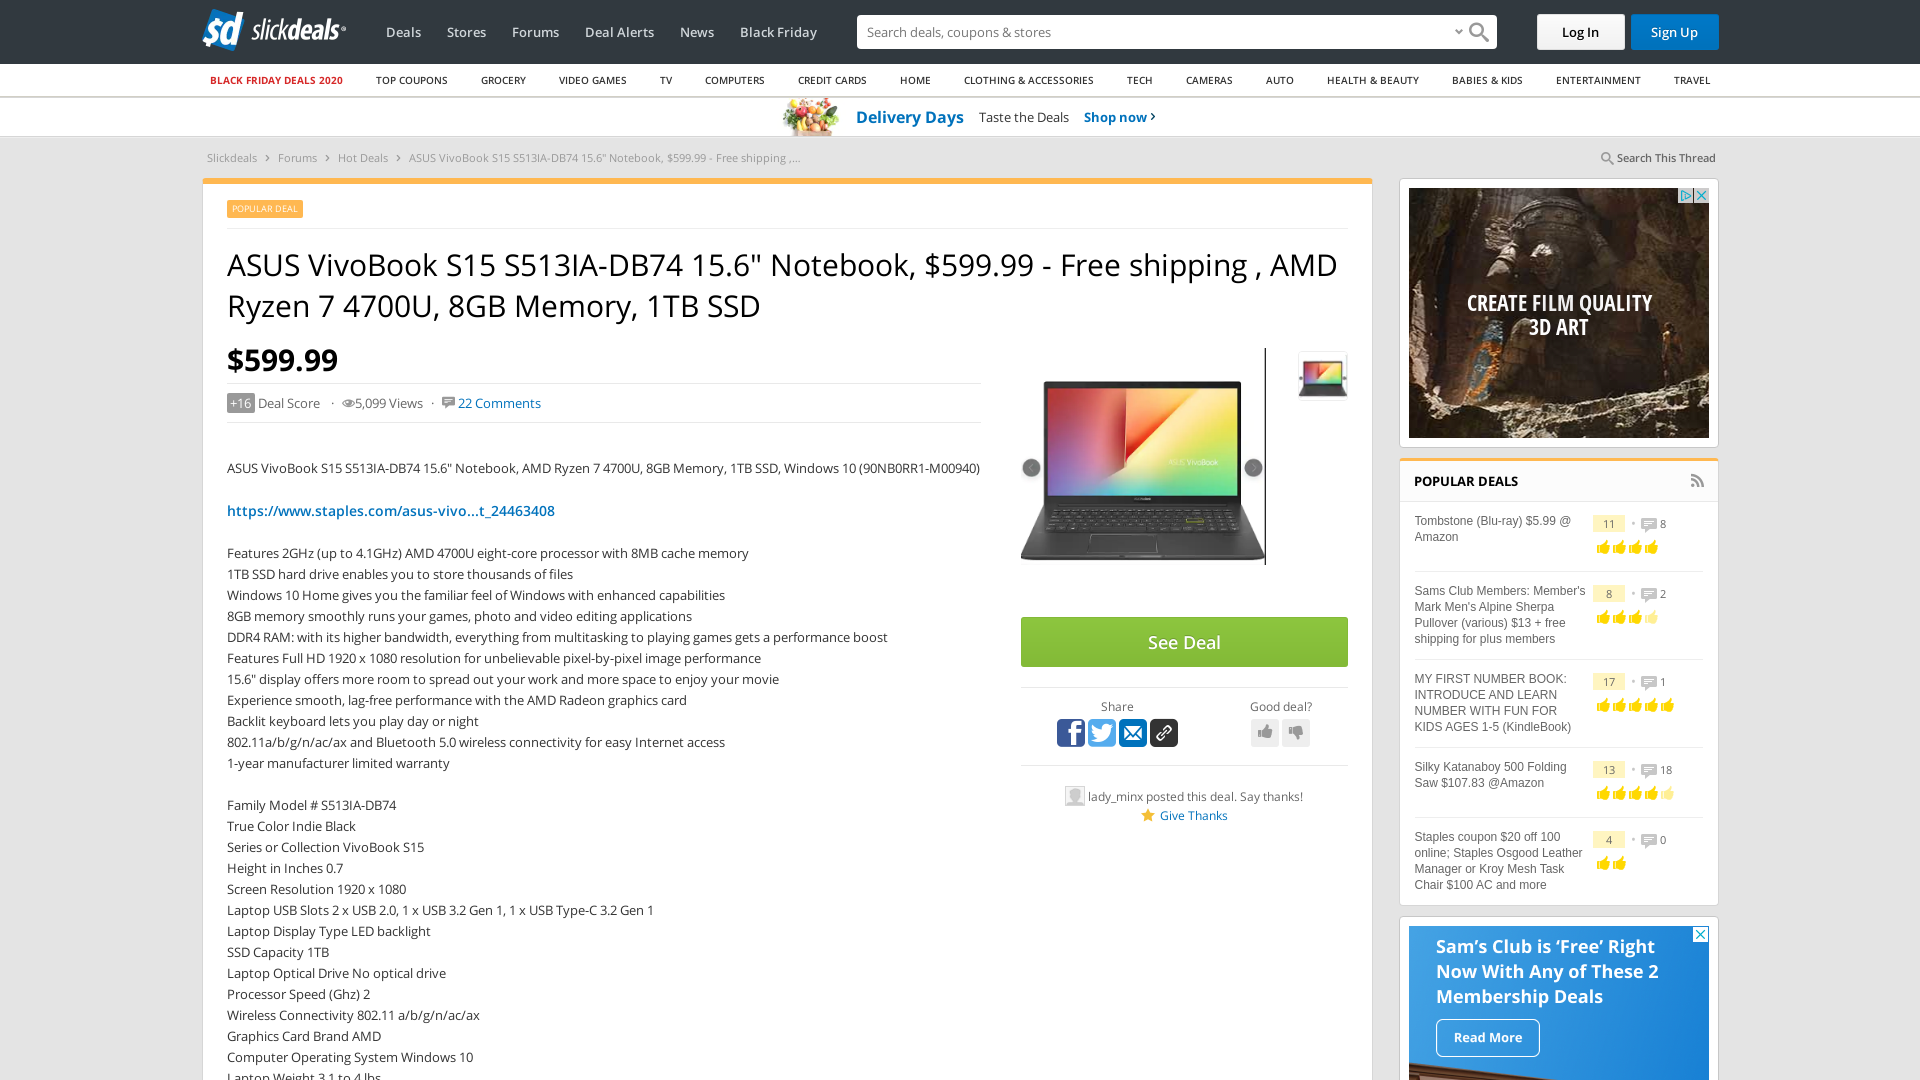 slickdeals
Deals
Stores
Forums
Deal Alerts
News
Black Friday
Search deals, coupons & shops
Log In
Sign Up
BLACK FRIDAY DEALS 2020
TOP COUPONS
GROCERY
VIDEO GAMES
TV
COMPUTERS
CREDIT CARDS
HOME
CLOTHING & ACCESSORIES
TECH
CAMERAS
AUTO
HEALTH & BEAUTY
BABIES & KIDS
ENTERTAINMENT
TRAVEL
Delivery Days Taste the Deals Shop now ›
Slickdeals › Forums › Hot Deals › ASUS VivoBook S15 S513IA-DB74 15.6" Notebook, $599.99 - Free shipping ,...
Search This Thread
POPULAR DEAL
ASUS VivoBook S15 S513IA-DB74 15.6" Notebook, $599.99 - Free shipping , AMD
Ryzen 7 4700U, 8GB Memory, 1TB SSD
$599.99
+16 Deal Score · 5,099 Views · 22 Comments
ASUS VivoBook S15 S513IA-DB74 15.6" Notebook, AMD Ryzen 7 4700U, 8GB Memory, 1TB SSD, Windows 10 (90NB0RR1-M00940)
https://www.staples.com/asus-vivo...t_24463408
Features 2GHz (up to 4.1GHz) AMD 4700U eight-core processor with 8MB cache memory
1TB SSD hard drive enables you to store thousands of files
Windows 10 Home gives you the familiar feel of Windows with enhanced capabilities
8GB memory smoothly runs your games, photo and video editing applications
DDR4 RAM: with its higher bandwidth, everything from multitasking to playing games gets a performance boost
Features Full HD 1920 x 1080 resolution for unbelievable pixel-by-pixel image performance
15.6" display offers more room to spread out your work and more space to enjoy your movie
Experience smooth, lag-free performance with the AMD Radeon graphics card
Backlit keyboard lets you play day or night
802.11a/b/g/n/ac/ax and Bluetooth 5.0 wireless connectivity for easy Internet access
1-year manufacturer limited warranty
Family Model # S513IA-DB74
True Color Indie Black
Series or Collection VivoBook S15
Height in Inches 0.7
Screen Resolution 1920 x 1080
Laptop USB Slots 2 x USB 2.0, 1 x USB 3.2 Gen 1, 1 x USB Type-C 3.2 Gen 1
Laptop Display Type LED backlight
SSD Capacity 1TB
Laptop Optical Drive No optical drive
Processor Speed (Ghz) 2
Wireless Connectivity 802.11 a/b/g/n/ac/ax
Graphics Card Brand AMD
Computer Operating System Windows 10
Laptop Weight 3.1 to 4 lbs.
ASUS VivoBook
See Deal
Share
Good deal?
lady_minx posted this deal. Say thanks!
Give Thanks
CREATE FILM QUALITY
3D ART
POPULAR DEALS
Tombstone (Blu-ray) $5.99 @
Amazon
11 • 8
Sams Club Members: Member's
Mark Men's Alpine Sherpa
Pullover (various) $13 + free
shipping for plus members
8 • 2
MY FIRST NUMBER BOOK:
INTRODUCE AND LEARN
NUMBER WITH FUN FOR
KIDS AGES 1-5 (KindleBook)
17 • 1
Silky Katanaboy 500 Folding
Saw $107.83 @Amazon
13 • 18
Staples coupon $20 off 100
online; Staples Osgood Leather
Manager or Kroy Mesh Task
Chair $100 AC and more
4 • 0
Sam's Club is ‘Free’ Right
Now With Any of These 2
Membership Deals
Read More